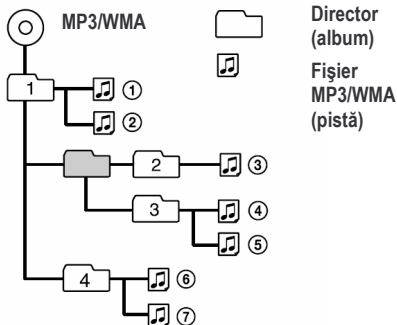 MP3/WMA
Director
(album)
Fişier
MP3/WMA
(pistă)
1
①
②
2
③
3
④
⑤
4
⑥
⑦